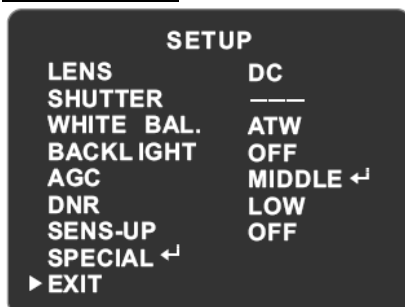 SETUP
LENS DC
SHUTTER ———
WHITE BAL. ATW
BACKLIGHT OFF
AGC MIDDLE ↵
DNR LOW
SENS-UP OFF
SPECIAL ↵
►EXIT